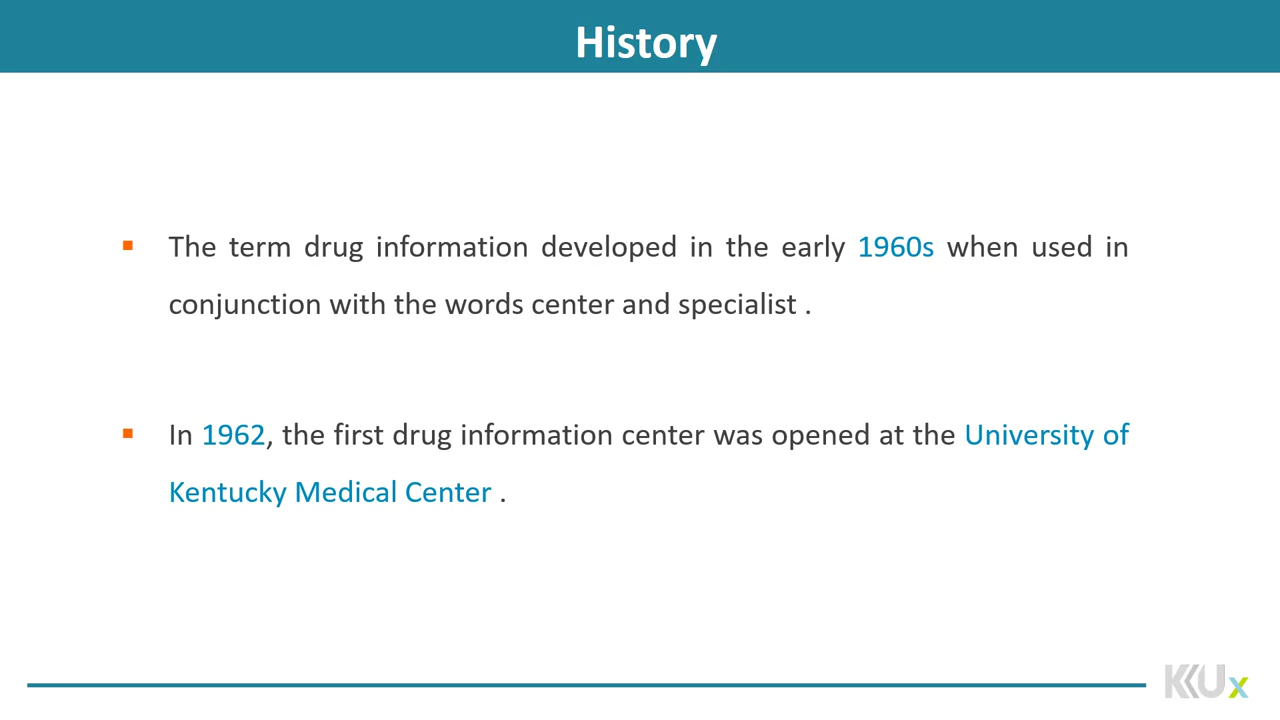 History
▪ The term drug information developed in the early 1960s when used in
conjunction with the words center and specialist .
▪ In 1962, the first drug information center was opened at the University of
Kentucky Medical Center .
KKUx